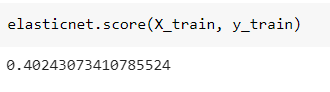 elasticnet.score(X_train, y_train)
0.40243073410785524